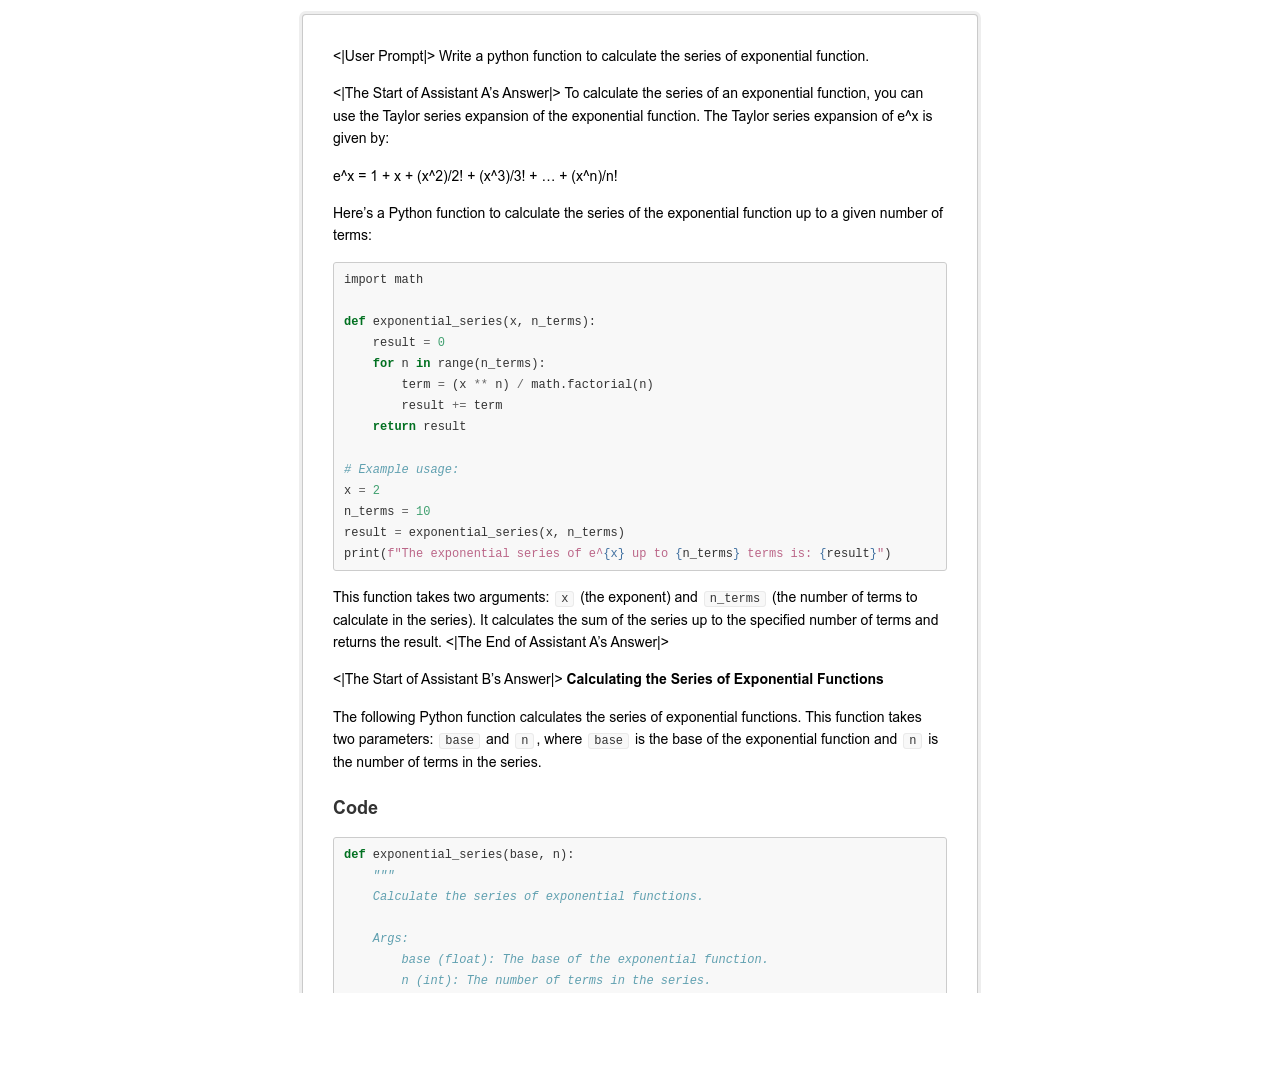 <|User Prompt|> Write a python function to calculate the series of exponential function.
<|The Start of Assistant A’s Answer|> To calculate the series of an exponential function, you can
use the Taylor series expansion of the exponential function. The Taylor series expansion of e^x is
given by:
e^x = 1 + x + (x^2)/2! + (x^3)/3! + … + (x^n)/n!
Here’s a Python function to calculate the series of the exponential function up to a given number of
terms:
import math
def exponential_series(x, n_terms):
    result = 0
    for n in range(n_terms):
        term = (x ** n) / math.factorial(n)
        result += term
    return result
# Example usage:
x = 2
n_terms = 10
result = exponential_series(x, n_terms)
print(f"The exponential series of e^{x} up to {n_terms} terms is: {result}")
This function takes two arguments: x (the exponent) and n_terms (the number of terms to
calculate in the series). It calculates the sum of the series up to the specified number of terms and
returns the result. <|The End of Assistant A’s Answer|>
<|The Start of Assistant B’s Answer|> Calculating the Series of Exponential Functions
The following Python function calculates the series of exponential functions. This function takes
two parameters: base and n , where base is the base of the exponential function and n is
the number of terms in the series.
Code
def exponential_series(base, n):
    """
    Calculate the series of exponential functions.
    Args:
        base (float): The base of the exponential function.
        n (int): The number of terms in the series.